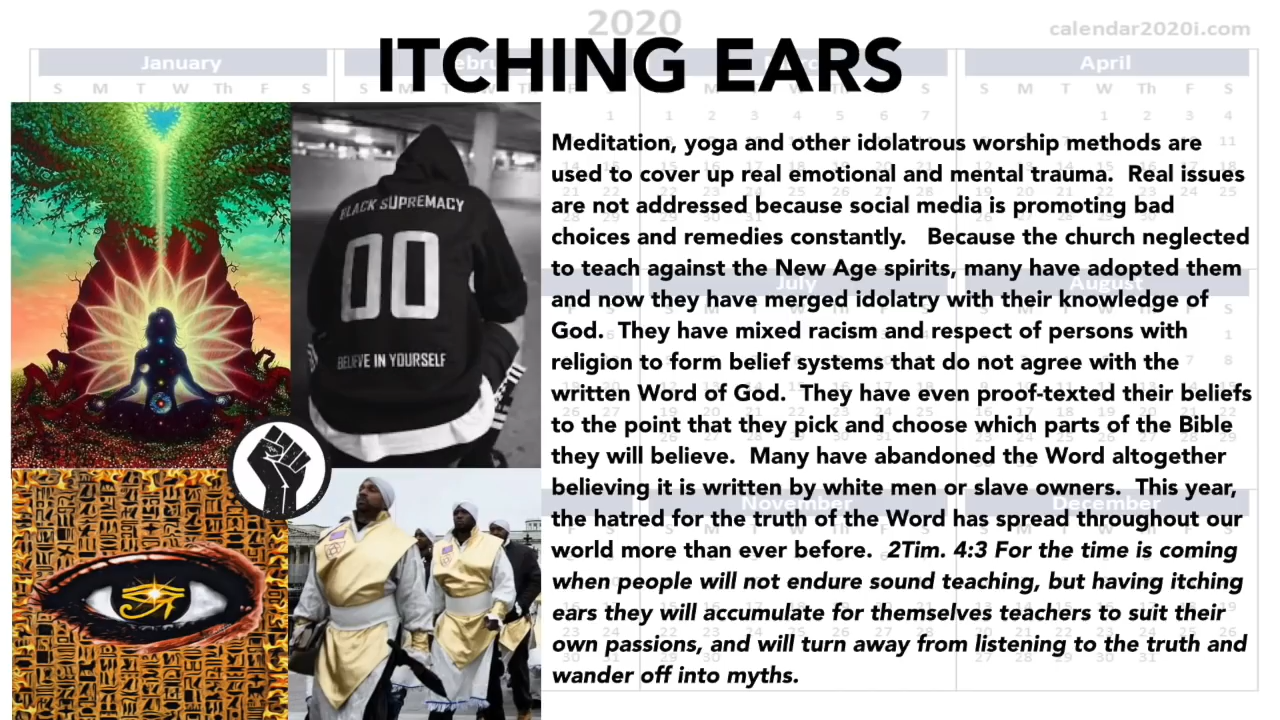 2020
calendar2020i.com
ITCHING EARS
January
April
S M T W Th F S
BLACK SUPREMACY
00
BELIEVE IN YOURSELF
Meditation, yoga and other idolatrous worship methods are
used to cover up real emotional and mental trauma.  Real issues
are not addressed because social media is promoting bad
choices and remedies constantly.   Because the church neglected
to teach against the New Age spirits, many have adopted them
and now they have merged idolatry with their knowledge of
God.  They have mixed racism and respect of persons with
religion to form belief systems that do not agree with the
written Word of God.  They have even proof-texted their beliefs
to the point that they pick and choose which parts of the Bible
they will believe.  Many have abandoned the Word altogether
believing it is written by white men or slave owners.  This year,
the hatred for the truth of the Word has spread throughout our
world more than ever before.  2Tim. 4:3 For the time is coming
when people will not endure sound teaching, but having itching
ears they will accumulate for themselves teachers to suit their
own passions, and will turn away from listening to the truth and
wander off into myths.
July
August
November
December